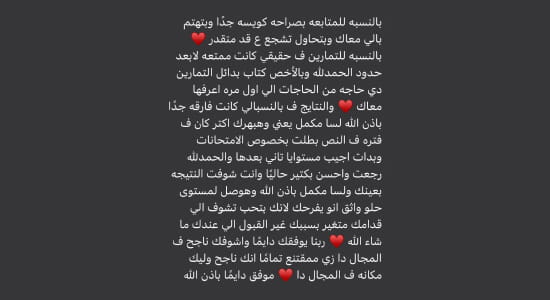 بالنسبه للمتابعه بصراحه كويسه جدًا وبتهتم
بالي معاك وبتحاول تشجع ع قد متقدر ❤️
بالنسبه للتمارين ف حقيقي كانت ممتعه لابعد
حدود الحمدلله وبالأخص كتاب بدائل التمارين
دي حاجه من الحاجات الي اول مره اعرفها
معاك ❤️ والنتايج ف بالنسبالي كانت فارقه جدًا
باذن الله لسا مكمل يعني وهبهرك اكتر كان ف
فتره ف النص بطلت بخصوص الامتحانات
وبدات اجيب مستوايا تاني بعدها والحمدلله
رجعت واحسن بكتير حاليًا وانت شوفت النتيجه
بعينك ولسا مكمل باذن الله وهوصل لمستوى
حلو واثق انو يفرحك لانك بتحب تشوف الي
قدامك متغير بسببك غير القبول الي عندك ما
شاء الله ❤️ ربنا يوفقك دايمًا واشوفك ناجح ف
المجال دا زي ممقتنع تمامًا انك ناجح وليك
مكانه ف المجال دا ❤️ موفق دايمًا باذن الله